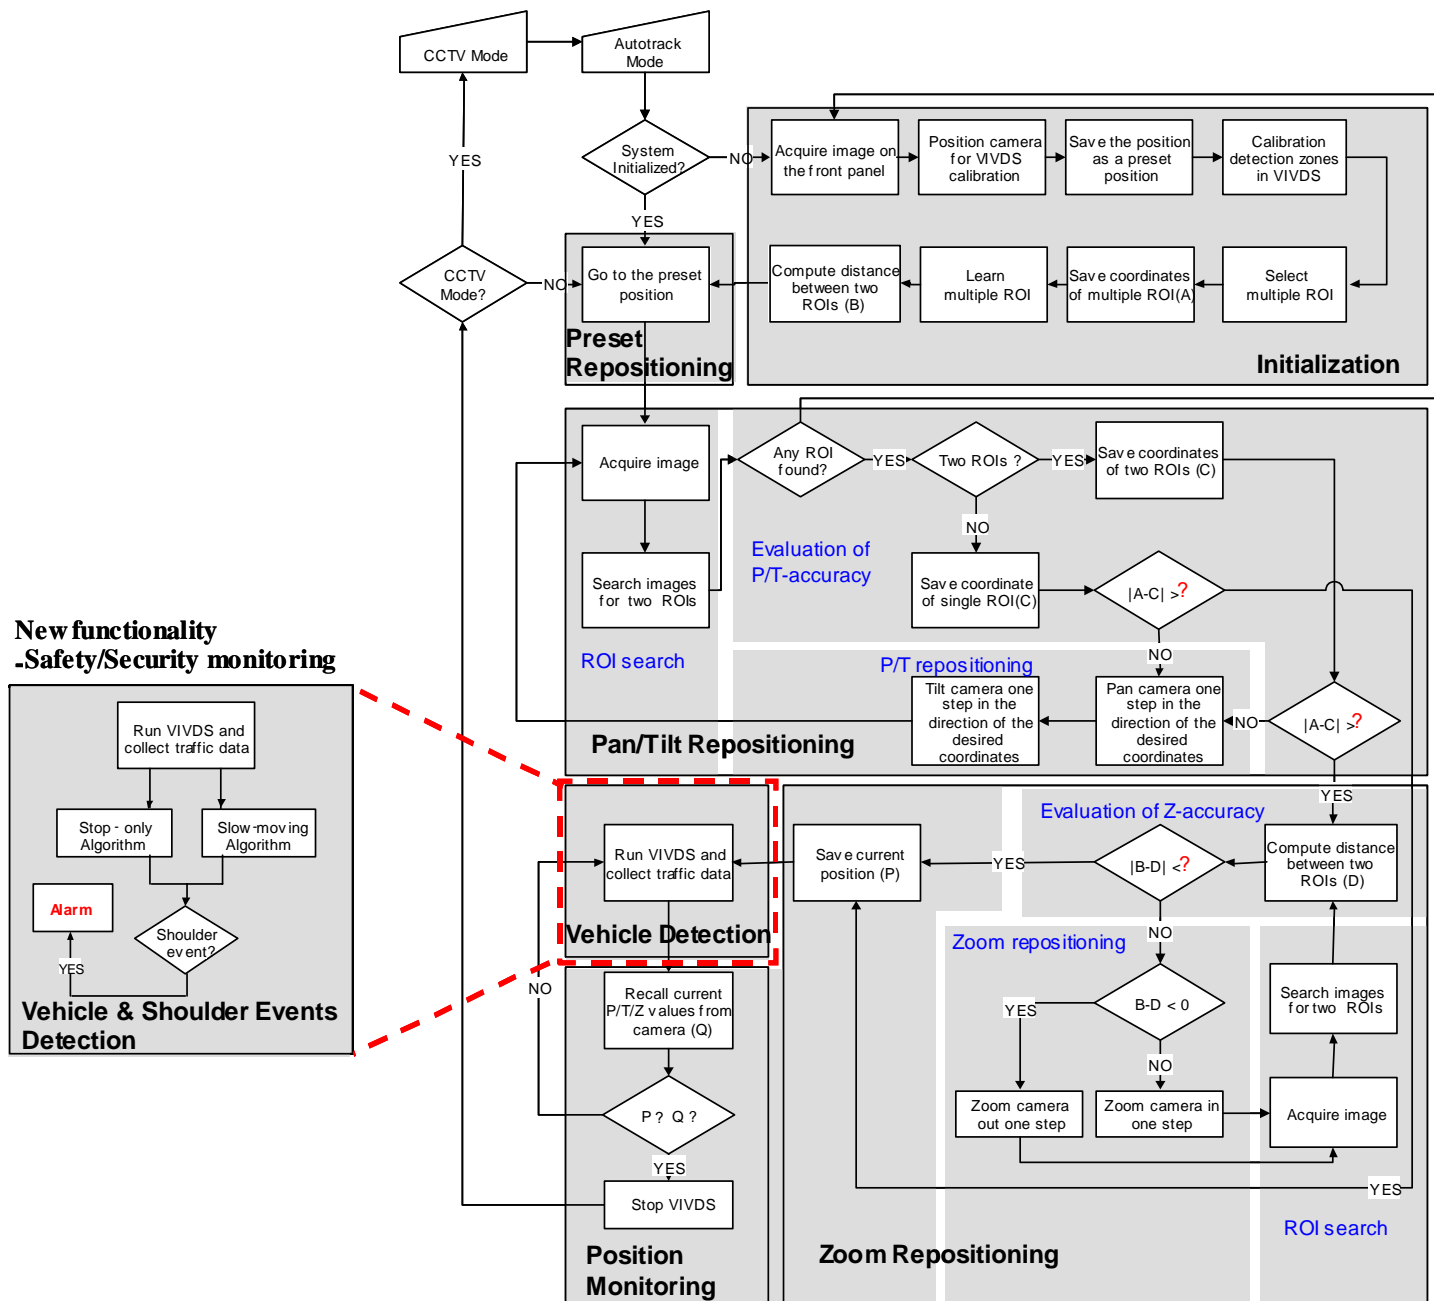 CCTV Mode
Autotrack
Mode
YES
System
Initialized?
NO
Acquire image on
the front panel
Position camera
for VIVDS
calibration
Save the position
as a preset
position
Calibration
detection zones
in VIVDS
YES
CCTV
Mode?
NO
Go to the preset
position
Compute distance
between two
ROIs (B)
Learn
multiple ROI
Save coordinates
of multiple ROI(A)
Select
multiple ROI
Preset
Repositioning
Initialization
Acquire image
Any ROI
found?
YES
Two ROIs ?
YES
Save coordinates
of two ROIs (C)
NO
Evaluation of
P/T-accuracy
Search images
for two ROIs
Save coordinate
of single ROI(C)
|A-C| >?
NO
ROI search
P/T repositioning
Tilt camera one
step in the
direction of the
desired
coordinates
Pan camera one
step in the
direction of the
desired
coordinates
NO
|A-C| >?
Pan/Tilt Repositioning
YES
New functionality
-Safety/Security monitoring
Run VIVDS and
collect traffic data
Stop - only
Algorithm
Slow-moving
Algorithm
Alarm
Shoulder
event?
YES
Vehicle & Shoulder Events
Detection
Run VIVDS and
collect traffic data
Vehicle Detection
Save current
position (P)
YES
Evaluation of Z-accuracy
|B-D| <?
Compute distance
between two
ROIs (D)
NO
Zoom repositioning
NO
Recall current
P/T/Z values from
camera (Q)
YES
B-D < 0
Search images
for two ROIs
NO
P ? Q ?
Zoom camera
out one step
Zoom camera in
one step
Acquire image
YES
YES
Stop VIVDS
ROI search
Position
Monitoring
Zoom Repositioning